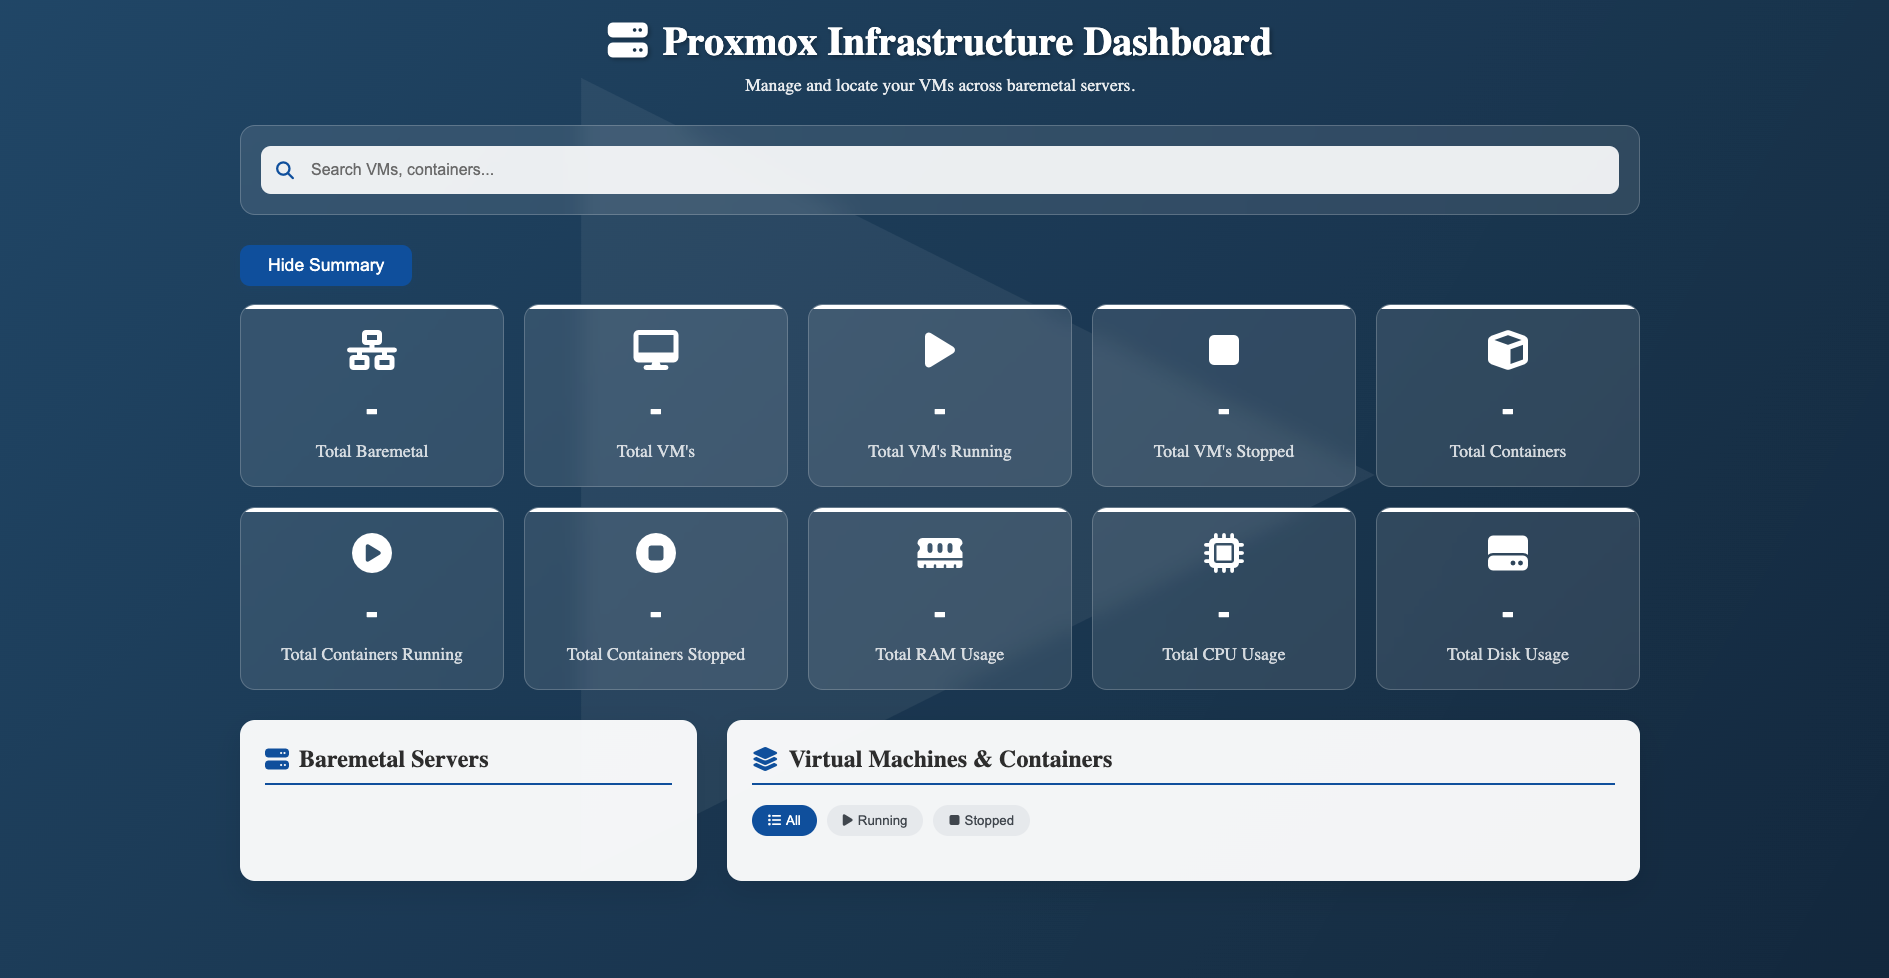 Proxmox Infrastructure Dashboard
Manage and locate your VMs across baremetal servers.
Search VMs, containers...
Hide Summary
-
Total Baremetal
-
Total VM's
-
Total VM's Running
-
Total VM's Stopped
-
Total Containers
-
Total Containers Running
-
Total Containers Stopped
-
Total RAM Usage
-
Total CPU Usage
-
Total Disk Usage
Baremetal Servers
Virtual Machines & Containers
All
Running
Stopped